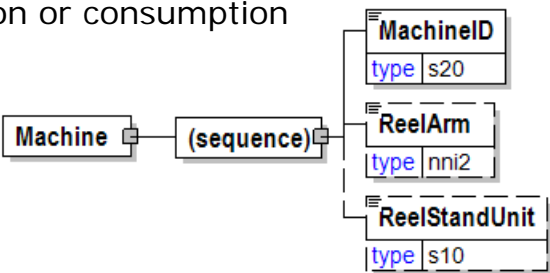 on or consumption
MachineID
type s20
ReelArm
type nni2
Machine
(sequence)
ReelStandUnit
type s10